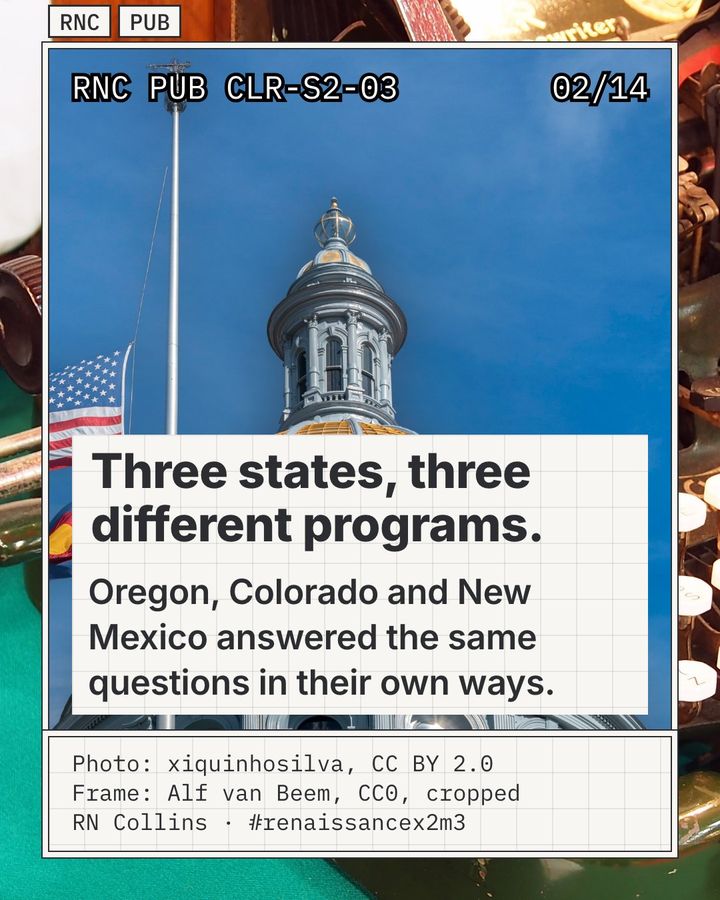 RNC PUB
RNC PUB CLR-S2-03 02/14
Three states, three
different programs.
Oregon, Colorado and New
Mexico answered the same
questions in their own ways.
Photo: xiquinhosilva, CC BY 2.0
Frame: Alf van Beem, CC0, cropped
RN Collins · #renaissancex2m3